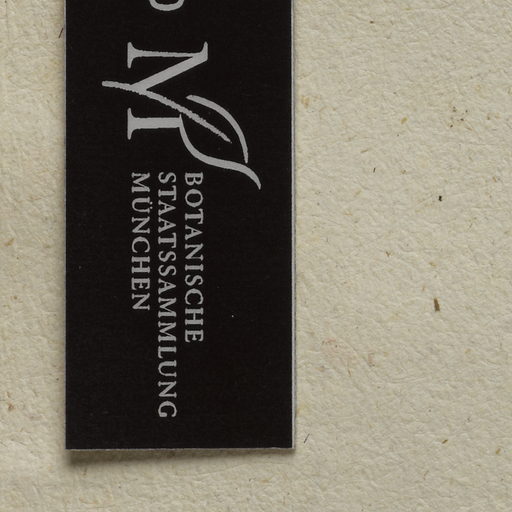 M
BOTANISCHE
STAATSSAMMLUNG
MÜNCHEN